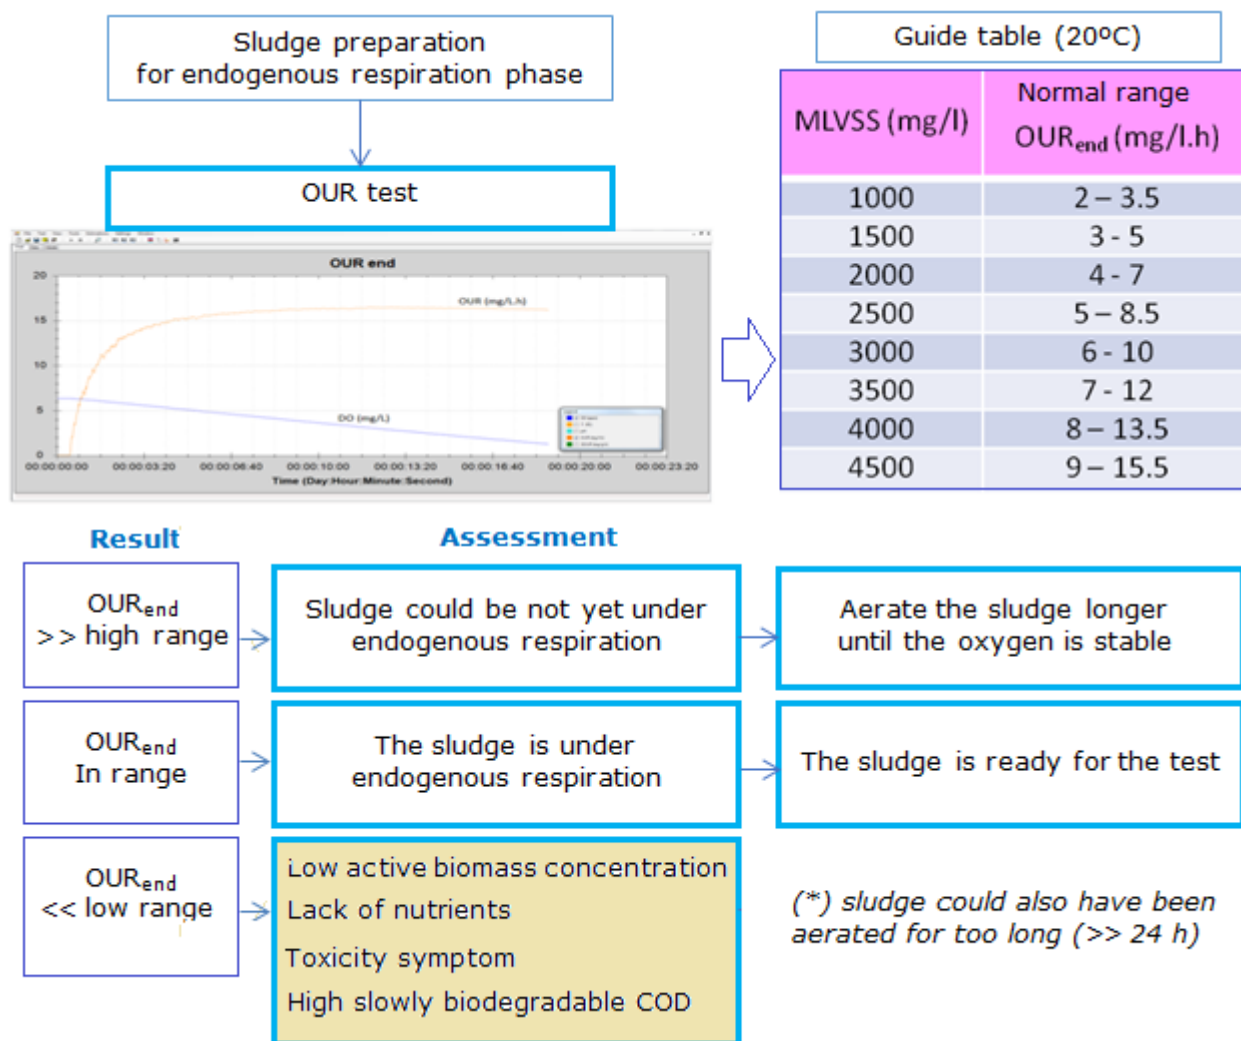 Sludge preparation
for endogenous respiration phase
OUR test
OUR end
20
15
10
5
0
OUR (mg/L.h)
DO (mg/L)
00:00:00:00 00:00:03:20 00:00:06:40 00:00:10:00 00:00:13:20 00:00:16:40 00:00:20:00 00:00:23:20
Time (Day:Hour:Minute:Second)
Guide table (20ºC)
MLVSS (mg/l) Normal range OURend (mg/l.h)
1000 2 – 3.5
1500 3 - 5
2000 4 - 7
2500 5 – 8.5
3000 6 - 10
3500 7 - 12
4000 8 – 13.5
4500 9 – 15.5
Result Assessment
OURend
>> high range
Sludge could be not yet under
endogenous respiration
Aerate the sludge longer
until the oxygen is stable
OURend
In range
The sludge is under
endogenous respiration
The sludge is ready for the test
OURend
<< low range
Low active biomass concentration
Lack of nutrients
Toxicity symptom
High slowly biodegradable COD
(*) sludge could also have been
aerated for too long (>> 24 h)